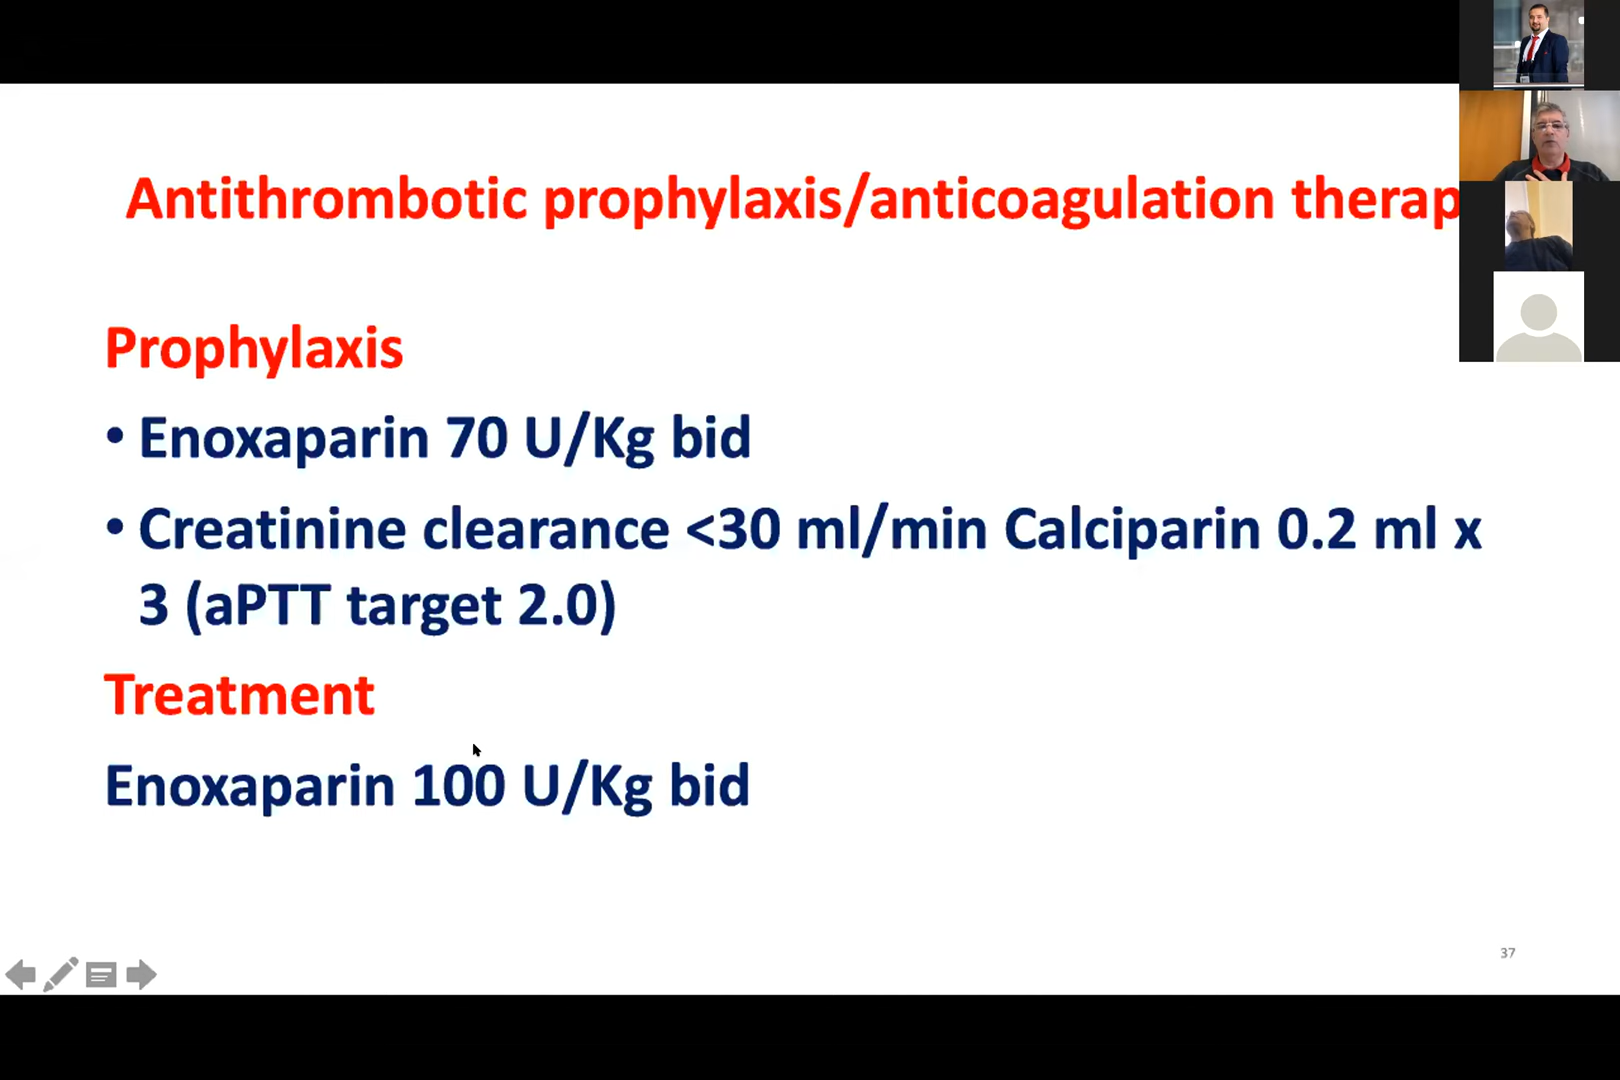 Antithrombotic prophylaxis/anticoagulation therap
Prophylaxis
• Enoxaparin 70 U/Kg bid
• Creatinine clearance <30 ml/min Calciparin 0.2 ml x
3 (aPTT target 2.0)
Treatment
Enoxaparin 100 U/Kg bid
37